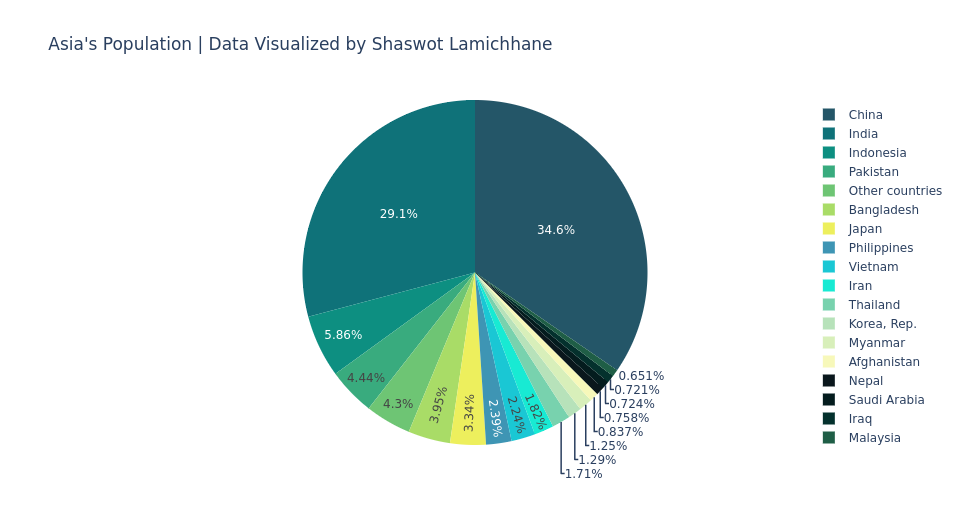 Asia's Population | Data Visualized by Shaswot Lamichhane
34.6%
29.1%
5.86%
4.44%
4.3%
3.95%
3.34%
2.39%
2.24%
1.82%
1.71%
1.29%
1.25%
0.837%
0.758%
0.724%
0.721%
0.651%
China
India
Indonesia
Pakistan
Other countries
Bangladesh
Japan
Philippines
Vietnam
Iran
Thailand
Korea, Rep.
Myanmar
Afghanistan
Nepal
Saudi Arabia
Iraq
Malaysia